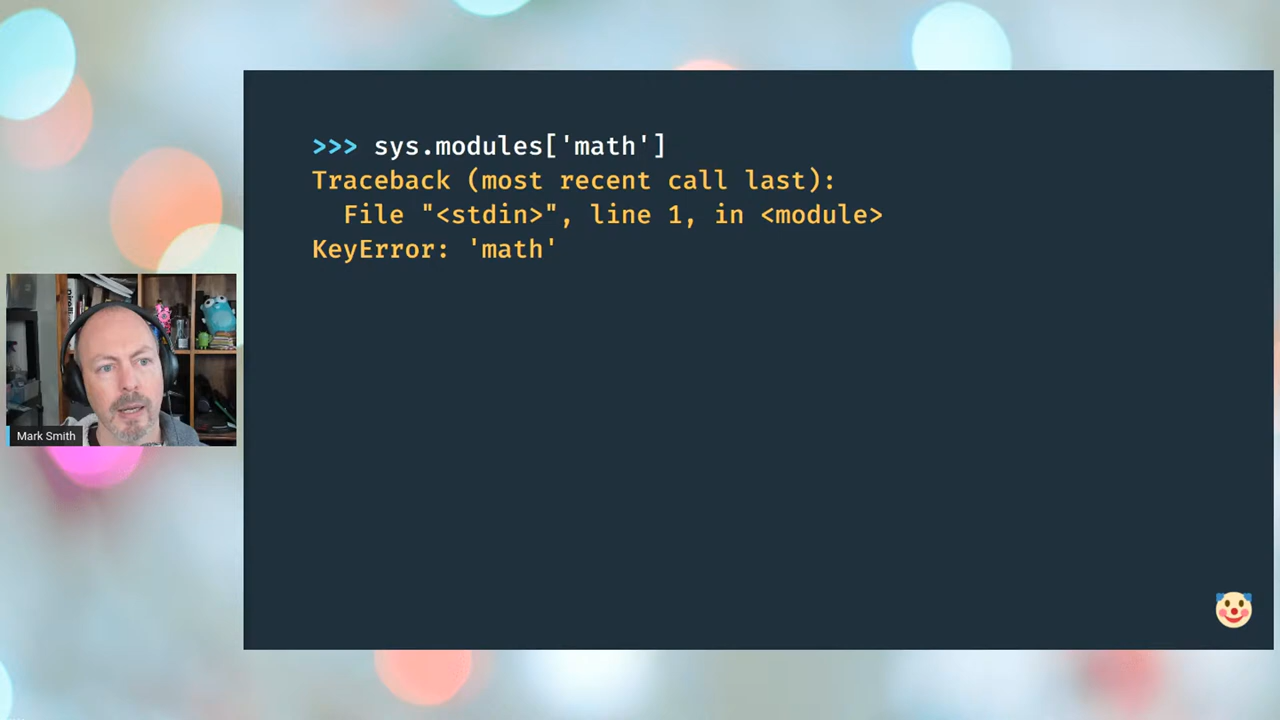 >>> sys.modules['math']
Traceback (most recent call last):
  File "<stdin>", line 1, in <module>
KeyError: 'math'
Mark Smith